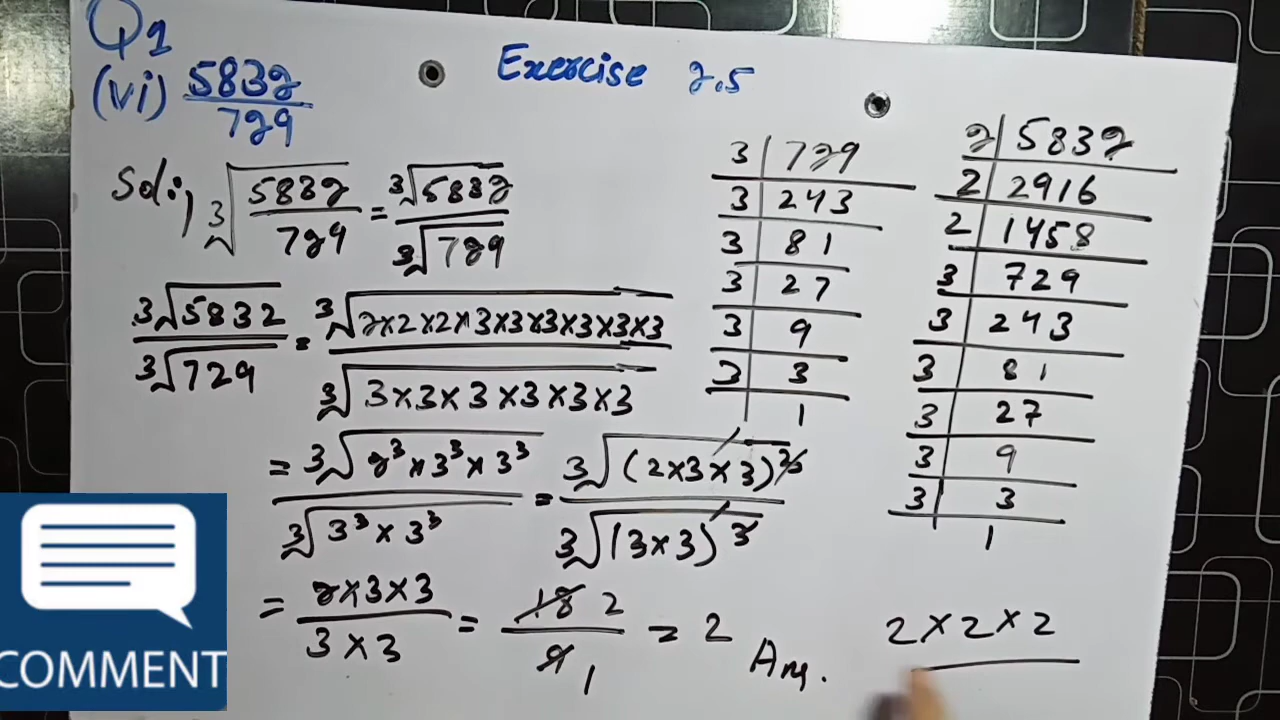 Q1
Exercise 2.5
(vi) 5832/729
Sol:, ∛(5832/729) = ∛5832/∛729
∛5832/∛729 = ∛(2×2×2×3×3×3×3×3×3)/∛(3×3×3×3×3×3)
= ∛(2³×3³×3³)/∛(3³×3³) = ∛((2×3×3)³)/∛((3×3)³)
= (2×3×3)/(3×3) = 18 2/9 1 = 2 Ans.
3 | 729
3 | 243
3 | 81
3 | 27
3 | 9
3 | 3
1
2 | 5832
2 | 2916
2 | 1458
3 | 729
3 | 243
3 | 81
3 | 27
3 | 9
3 | 3
1
2×2×2
COMMENT